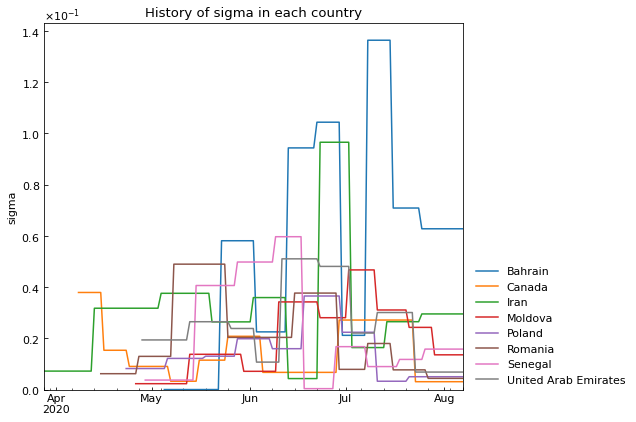 History of sigma in each country
×10⁻¹
1.4
1.2
1.0
0.8
0.6
0.4
0.2
0.0
sigma
Apr May Jun Jul Aug
2020
Bahrain
Canada
Iran
Moldova
Poland
Romania
Senegal
United Arab Emirates